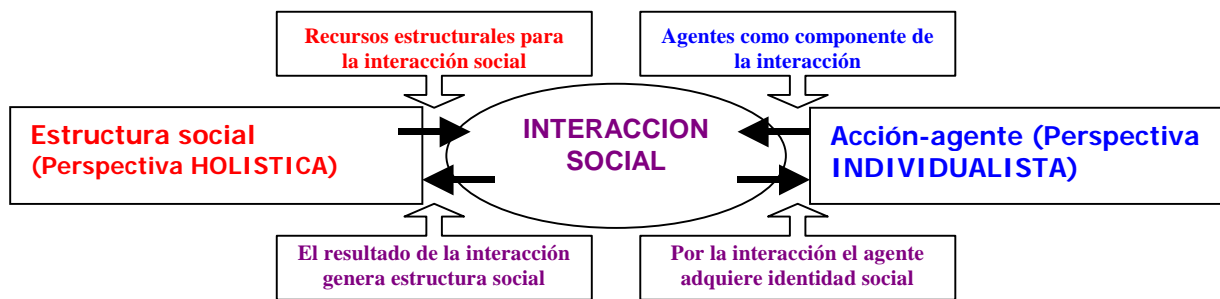 Recursos estructurales para
la interacción social
Agentes como componente de
la interacción
Estructura social
(Perspectiva HOLISTICA)
INTERACCION
SOCIAL
Acción-agente (Perspectiva
INDIVIDUALISTA)
El resultado de la interacción
genera estructura social
Por la interacción el agente
adquiere identidad social